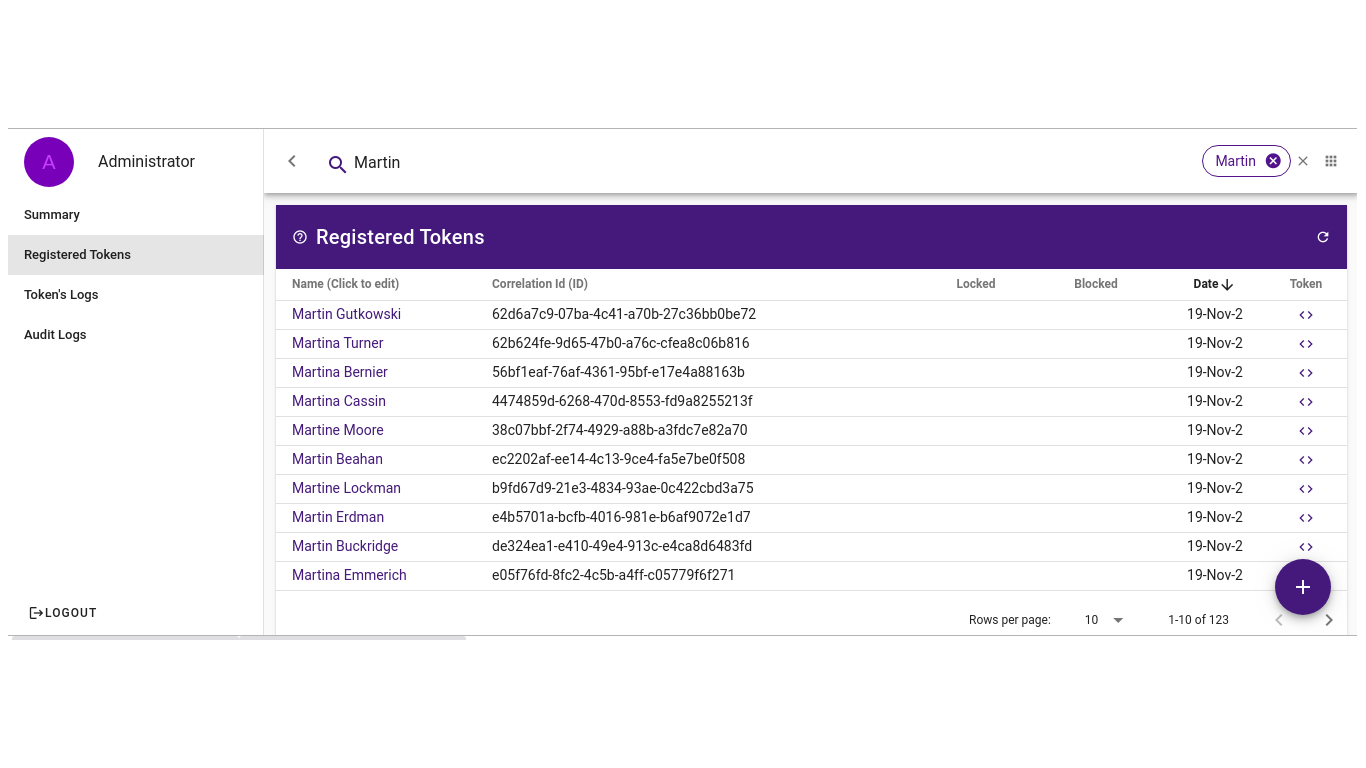 A
Administrator
Summary
Registered Tokens
Token's Logs
Audit Logs
LOGOUT
Martin
Martin
Registered Tokens
Name (Click to edit) Correlation Id (ID) Locked Blocked Date Token
Martin Gutkowski 62d6a7c9-07ba-4c41-a70b-27c36bb0be72 19-Nov-2
Martina Turner 62b624fe-9d65-47b0-a76c-cfea8c06b816 19-Nov-2
Martina Bernier 56bf1eaf-76af-4361-95bf-e17e4a88163b 19-Nov-2
Martina Cassin 4474859d-6268-470d-8553-fd9a8255213f 19-Nov-2
Martine Moore 38c07bbf-2f74-4929-a88b-a3fdc7e82a70 19-Nov-2
Martin Beahan ec2202af-ee14-4c13-9ce4-fa5e7be0f508 19-Nov-2
Martine Lockman b9fd67d9-21e3-4834-93ae-0c422cbd3a75 19-Nov-2
Martin Erdman e4b5701a-bcfb-4016-981e-b6af9072e1d7 19-Nov-2
Martin Buckridge de324ea1-e410-49e4-913c-e4ca8d6483fd 19-Nov-2
Martina Emmerich e05f76fd-8fc2-4c5b-a4ff-c05779f6f271 19-Nov-2
Rows per page: 10 1-10 of 123